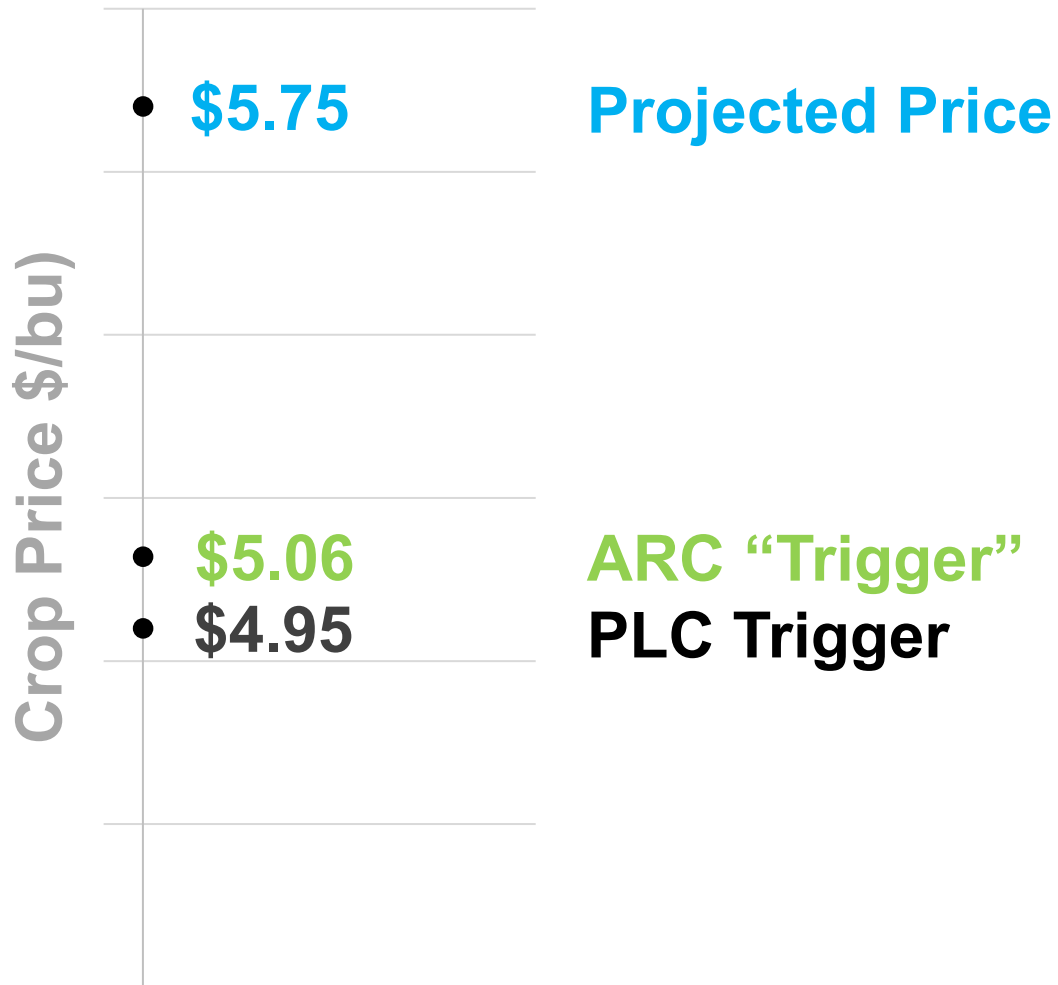 Crop Price $/bu)
$5.75 Projected Price
$5.06 ARC “Trigger”
$4.95 PLC Trigger